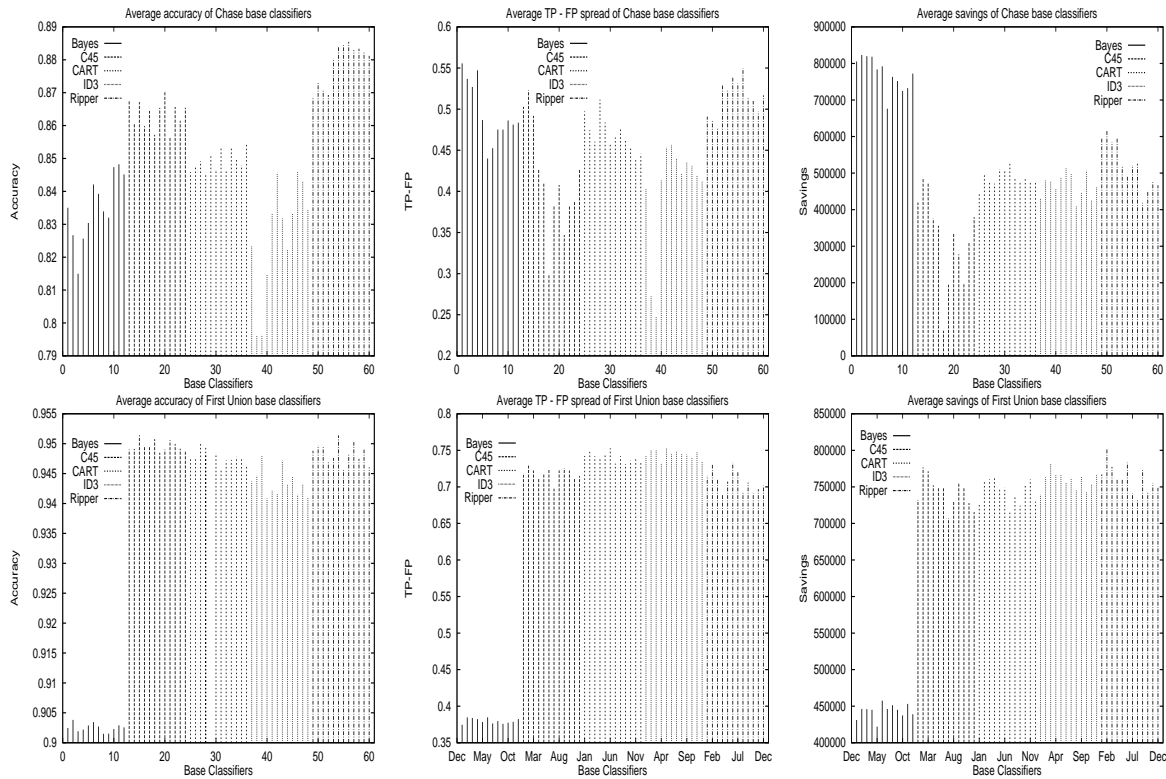 Average accuracy of Chase base classifiers
0.89
0.88
0.87
0.86
0.85
0.84
0.83
0.82
0.81
0.8
0.79
Accuracy
Bayes
C45
CART
ID3
Ripper
0 10 20 30 40 50 60
Base Classifiers
Average TP - FP spread of Chase base classifiers
0.6
0.55
0.5
0.45
0.4
0.35
0.3
0.25
0.2
TP-FP
Bayes
C45
CART
ID3
Ripper
0 10 20 30 40 50 60
Base Classifiers
Average savings of Chase base classifiers
900000
800000
700000
600000
500000
400000
300000
200000
100000
0
Savings
Bayes
C45
CART
ID3
Ripper
0 10 20 30 40 50 60
Base Classifiers
Average accuracy of First Union base classifiers
0.955
0.95
0.945
0.94
0.935
0.93
0.925
0.92
0.915
0.91
0.905
0.9
Accuracy
Bayes
C45
CART
ID3
Ripper
0 10 20 30 40 50 60
Base Classifiers
Average TP - FP spread of First Union base classifiers
0.8
0.75
0.7
0.65
0.6
0.55
0.5
0.45
0.4
0.35
TP-FP
Bayes
C45
CART
ID3
Ripper
Dec May Oct Mar Aug Jan Jun Apr Sep Feb Jul Dec
Base Classifiers
Average savings of First Union base classifiers
850000
800000
750000
700000
650000
600000
550000
500000
450000
400000
Savings
Bayes
C45
CART
ID3
Ripper
Dec May Oct Mar Aug Jan Jun Apr Sep Feb Jul Dec
Base Classifiers